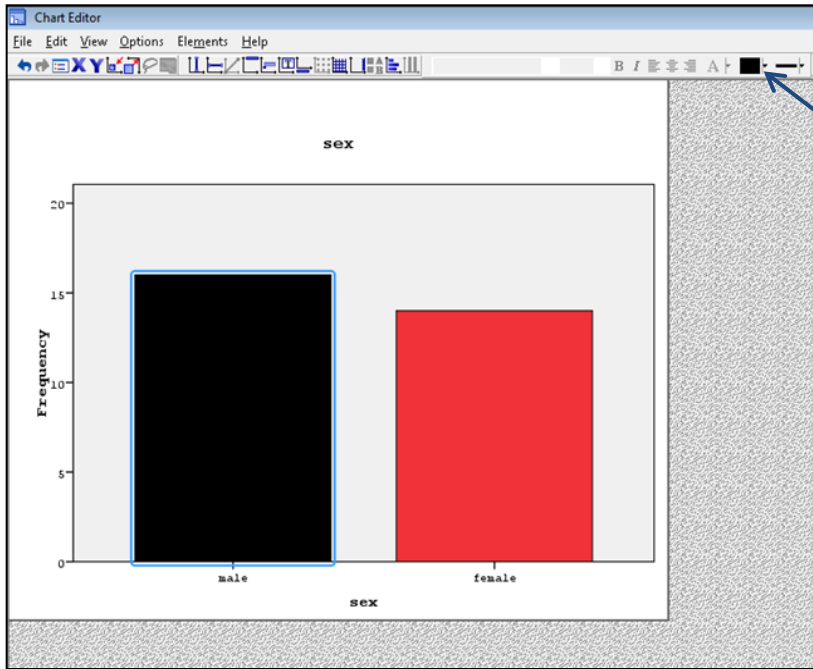 Chart Editor
File Edit View Options Elements Help
X Y B I A
sex
20
15
10
5
0
Frequency
male female
sex